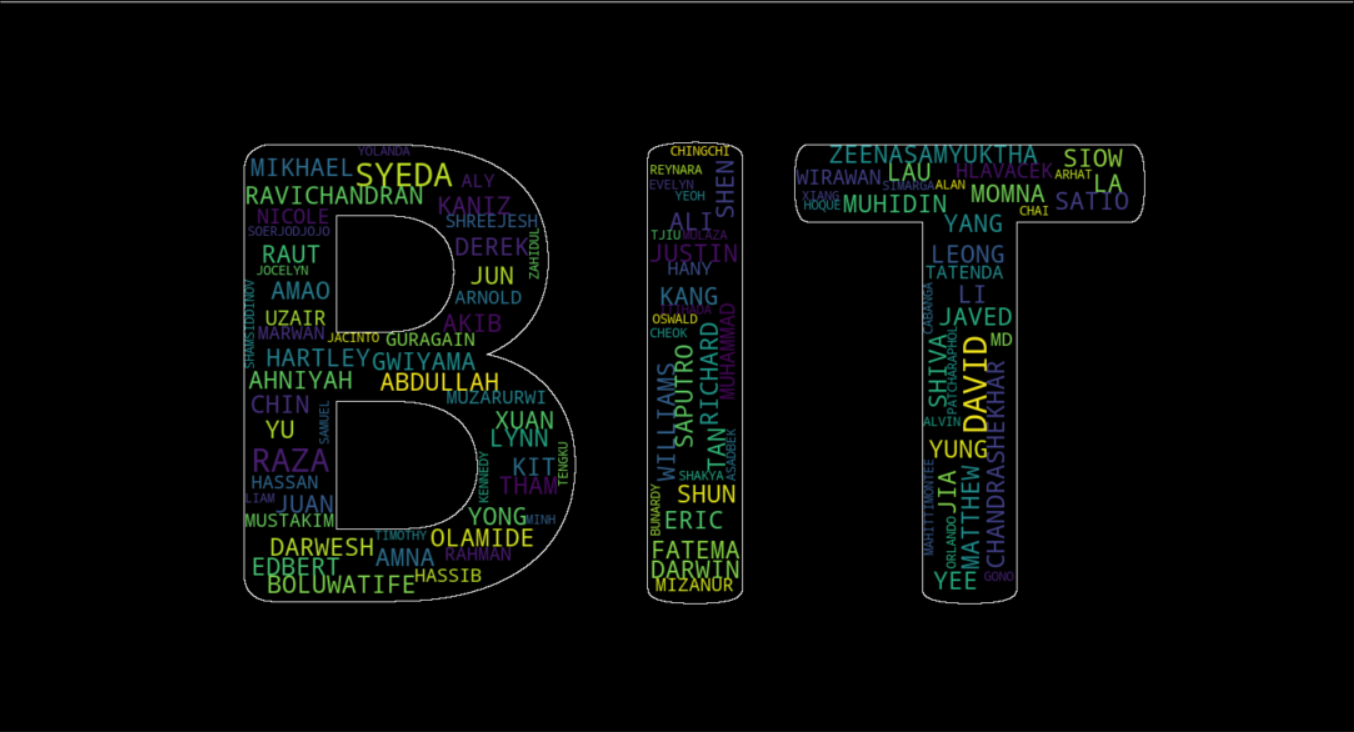 YOLANDA
MIKHAEL
SYEDA
ALY
RAVICHANDRAN
KANIZ
NICOLE
SHREEJESH
SOERJODJOJO
DEREK
ZAHIDUL
RAUT
JOCELYN
JUN
AMAO
ARNOLD
SHAMSIDDINOV
UZAIR
AKIB
MARWAN
JACINTO
GURAGAIN
HARTLEY
GWIYAMA
AHNIYAH
ABDULLAH
MUZARURWI
CHIN
SAMUEL
XUAN
YU
LYNN
RAZA
KENNEDY
KIT
TENGKU
HASSAN
THAM
LIAM
JUAN
MUSTAKIM
YONG
MINH
TIMOTHY
OLAMIDE
DARWESH
AMNA
RAHMAN
EDBERT
HASSIB
BOLUWATIFE
CHINGCHI
REYNARA
SHEN
EVELYN
YEOH
ALI
TJIU
MULAZA
JUSTIN
HANY
KANG
OSWALD
CHEOK
MUHAMMAD
RICHARD
SAPUTRO
WILLIAMS
TAN
ASADBEK
SHAKYA
BUNARDY
SHUN
ERIC
FATEMA
DARWIN
MIZANUR
ZEENASAMYUKTHA
SIOW
WIRAWAN
LAU
HLAVACEK
ARHAT
SIMARGA
ALAN
LA
XIANG
MOMNA
HOQUE
MUHIDIN
SATIO
CHAI
YANG
LEONG
TATENDA
LI
CABANGA
JAVED
SHIVA
PATCHARAPHOL
DAVID
MD
CHANDRASHEKHAR
ALVIN
YUNG
MAHITTIMONTEE
JIA
MATTHEW
ORLANDO
YEE
GONO